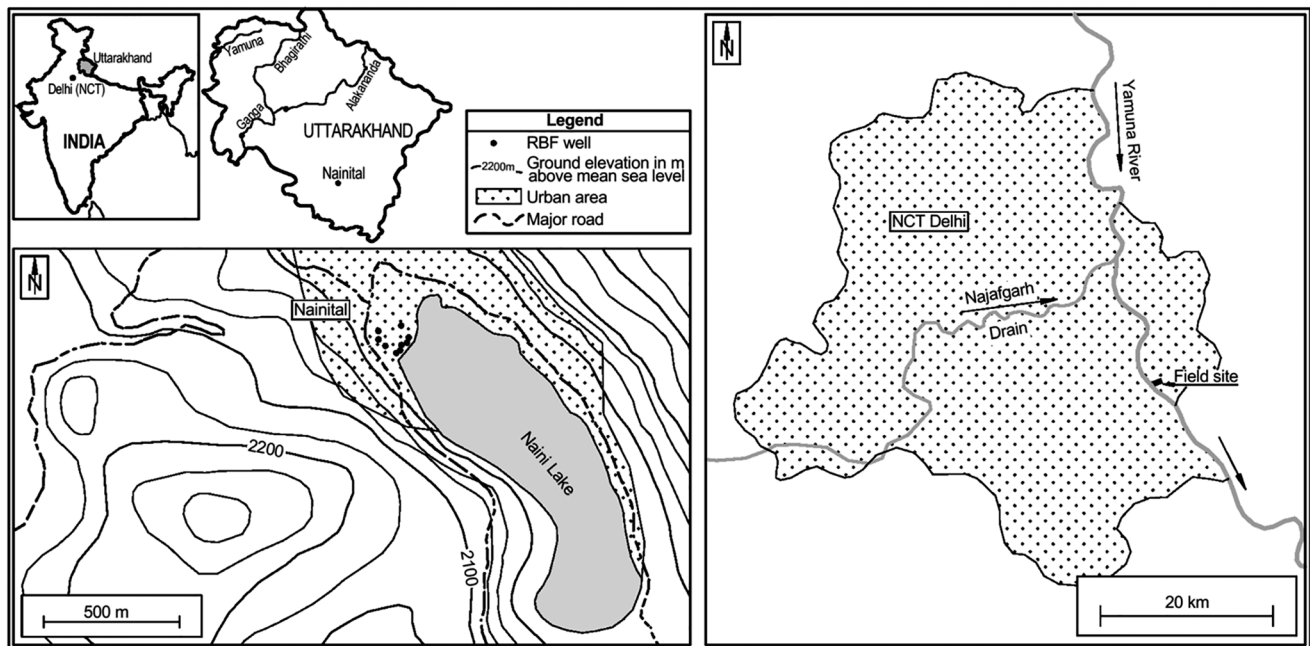 Uttarakhand
Delhi (NCT)
INDIA
Yamuna
Bhagirathi
Alakananda
Ganga
UTTARAKHAND
Nainital
Legend
RBF well
2200m
Ground elevation in m
above mean sea level
Urban area
Major road
N
Nainital
Naini Lake
2200
2100
500 m
N
Yamuna River
NCT Delhi
Najafgarh
Drain
Field site
20 km